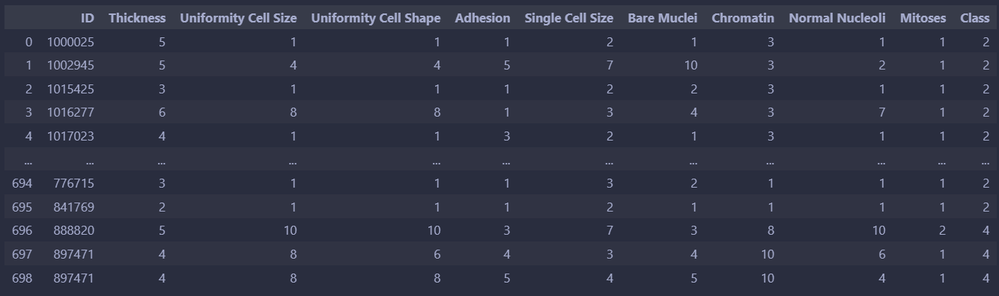 ID Thickness Uniformity Cell Size Uniformity Cell Shape Adhesion Single Cell Size Bare Muclei Chromatin Normal Nucleoli Mitoses Class
0 1000025 5 1 1 1 2 1 3 1 1 2
1 1002945 5 4 4 5 7 10 3 2 1 2
2 1015425 3 1 1 1 2 2 3 1 1 2
3 1016277 6 8 8 1 3 4 3 7 1 2
4 1017023 4 1 1 3 2 1 3 1 1 2
... ... ... ... ... ... ... ... ... ... ... ...
694 776715 3 1 1 1 3 2 1 1 1 2
695 841769 2 1 1 1 2 1 1 1 1 2
696 888820 5 10 10 3 7 3 8 10 2 4
697 897471 4 8 6 4 3 4 10 6 1 4
698 897471 4 8 8 5 4 5 10 4 1 4